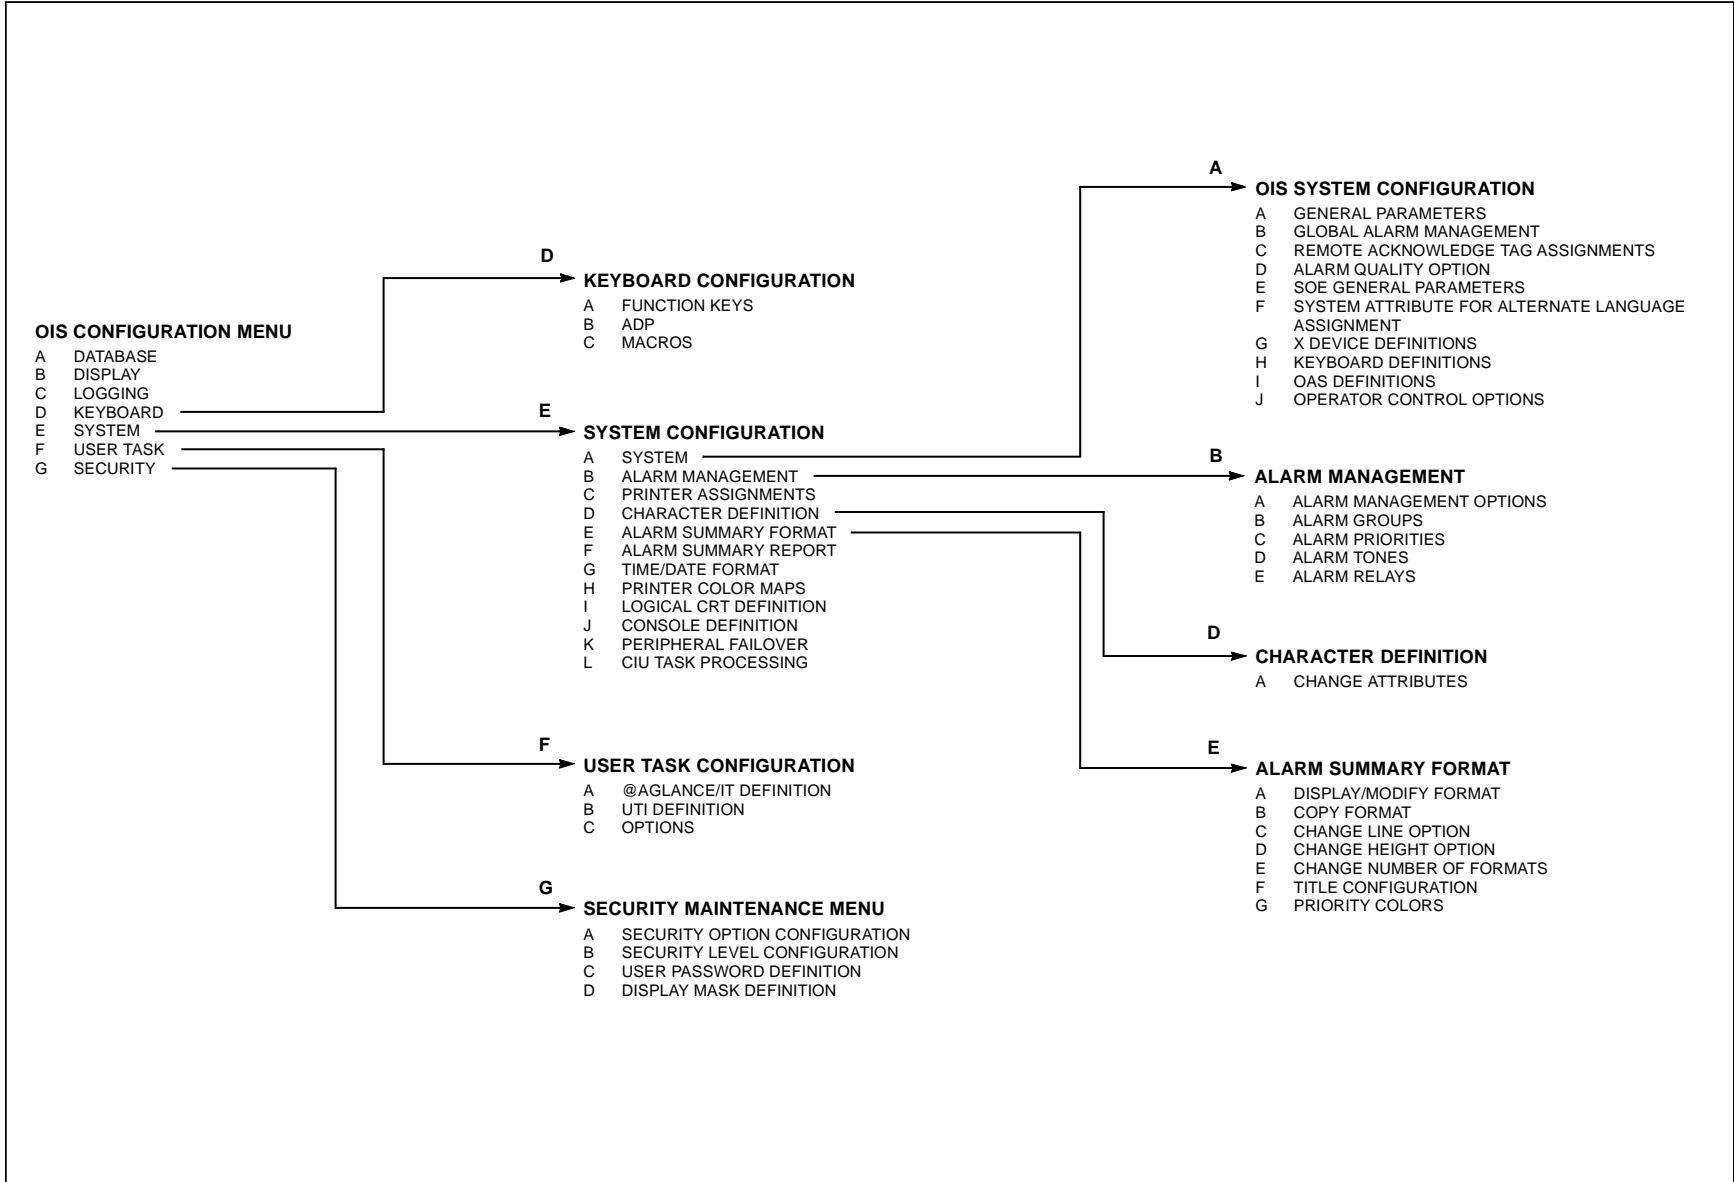 OIS CONFIGURATION MENU
A DATABASE
B DISPLAY
C LOGGING
D KEYBOARD
E SYSTEM
F USER TASK
G SECURITY
D
KEYBOARD CONFIGURATION
A FUNCTION KEYS
B ADP
C MACROS
E
SYSTEM CONFIGURATION
A SYSTEM
B ALARM MANAGEMENT
C PRINTER ASSIGNMENTS
D CHARACTER DEFINITION
E ALARM SUMMARY FORMAT
F ALARM SUMMARY REPORT
G TIME/DATE FORMAT
H PRINTER COLOR MAPS
I LOGICAL CRT DEFINITION
J CONSOLE DEFINITION
K PERIPHERAL FAILOVER
L CIU TASK PROCESSING
F
USER TASK CONFIGURATION
A @AGLANCE/IT DEFINITION
B UTI DEFINITION
C OPTIONS
G
SECURITY MAINTENANCE MENU
A SECURITY OPTION CONFIGURATION
B SECURITY LEVEL CONFIGURATION
C USER PASSWORD DEFINITION
D DISPLAY MASK DEFINITION
A
OIS SYSTEM CONFIGURATION
A GENERAL PARAMETERS
B GLOBAL ALARM MANAGEMENT
C REMOTE ACKNOWLEDGE TAG ASSIGNMENTS
D ALARM QUALITY OPTION
E SOE GENERAL PARAMETERS
F SYSTEM ATTRIBUTE FOR ALTERNATE LANGUAGE
ASSIGNMENT
G X DEVICE DEFINITIONS
H KEYBOARD DEFINITIONS
I OAS DEFINITIONS
J OPERATOR CONTROL OPTIONS
B
ALARM MANAGEMENT
A ALARM MANAGEMENT OPTIONS
B ALARM GROUPS
C ALARM PRIORITIES
D ALARM TONES
E ALARM RELAYS
D
CHARACTER DEFINITION
A CHANGE ATTRIBUTES
E
ALARM SUMMARY FORMAT
A DISPLAY/MODIFY FORMAT
B COPY FORMAT
C CHANGE LINE OPTION
D CHANGE HEIGHT OPTION
E CHANGE NUMBER OF FORMATS
F TITLE CONFIGURATION
G PRIORITY COLORS